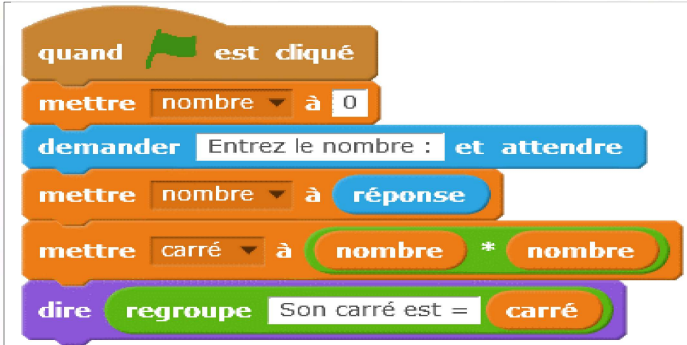 quand est cliqué
mettre nombre à 0
demander Entrez le nombre : et attendre
mettre nombre à réponse
mettre carré à nombre * nombre
dire regroupe Son carré est = carré